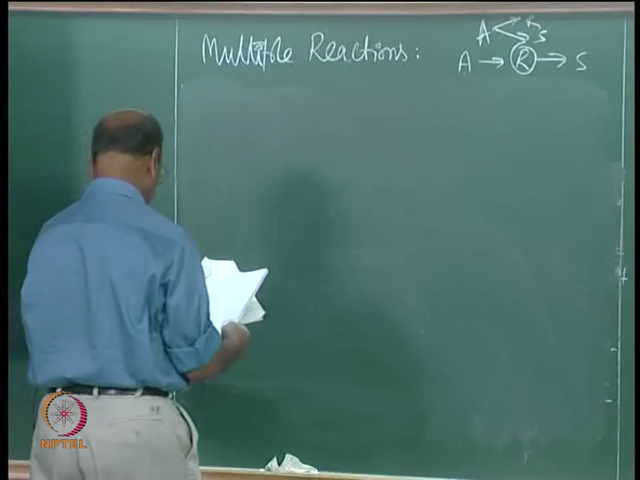 Multiple Reactions :
A → R
→ S
A → R → S
NPTEL